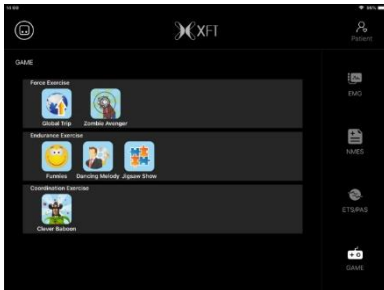 XFT
Patient
GAME
Force Exercise
Global Trip Zombie Avenger
EMG
Endurance Exercise
Funnies Dancing Melody Jigsaw Show
NMES
Coordination Exercise
Clever Baboon
ETS/PAS
GAME